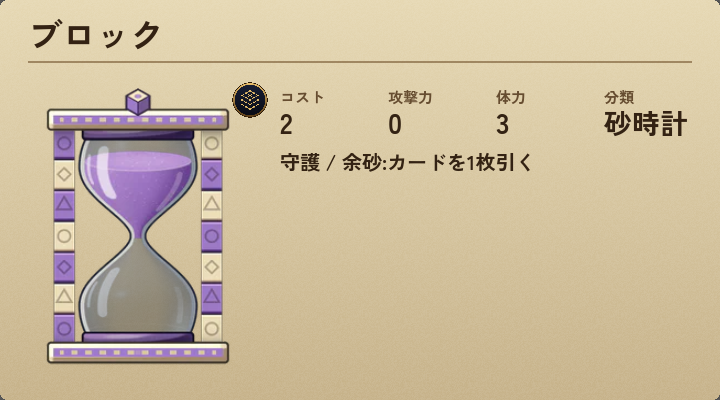 ブロック
コスト 攻撃力 体力 分類
2 0 3 砂時計
守護 / 余砂:カードを1枚引く